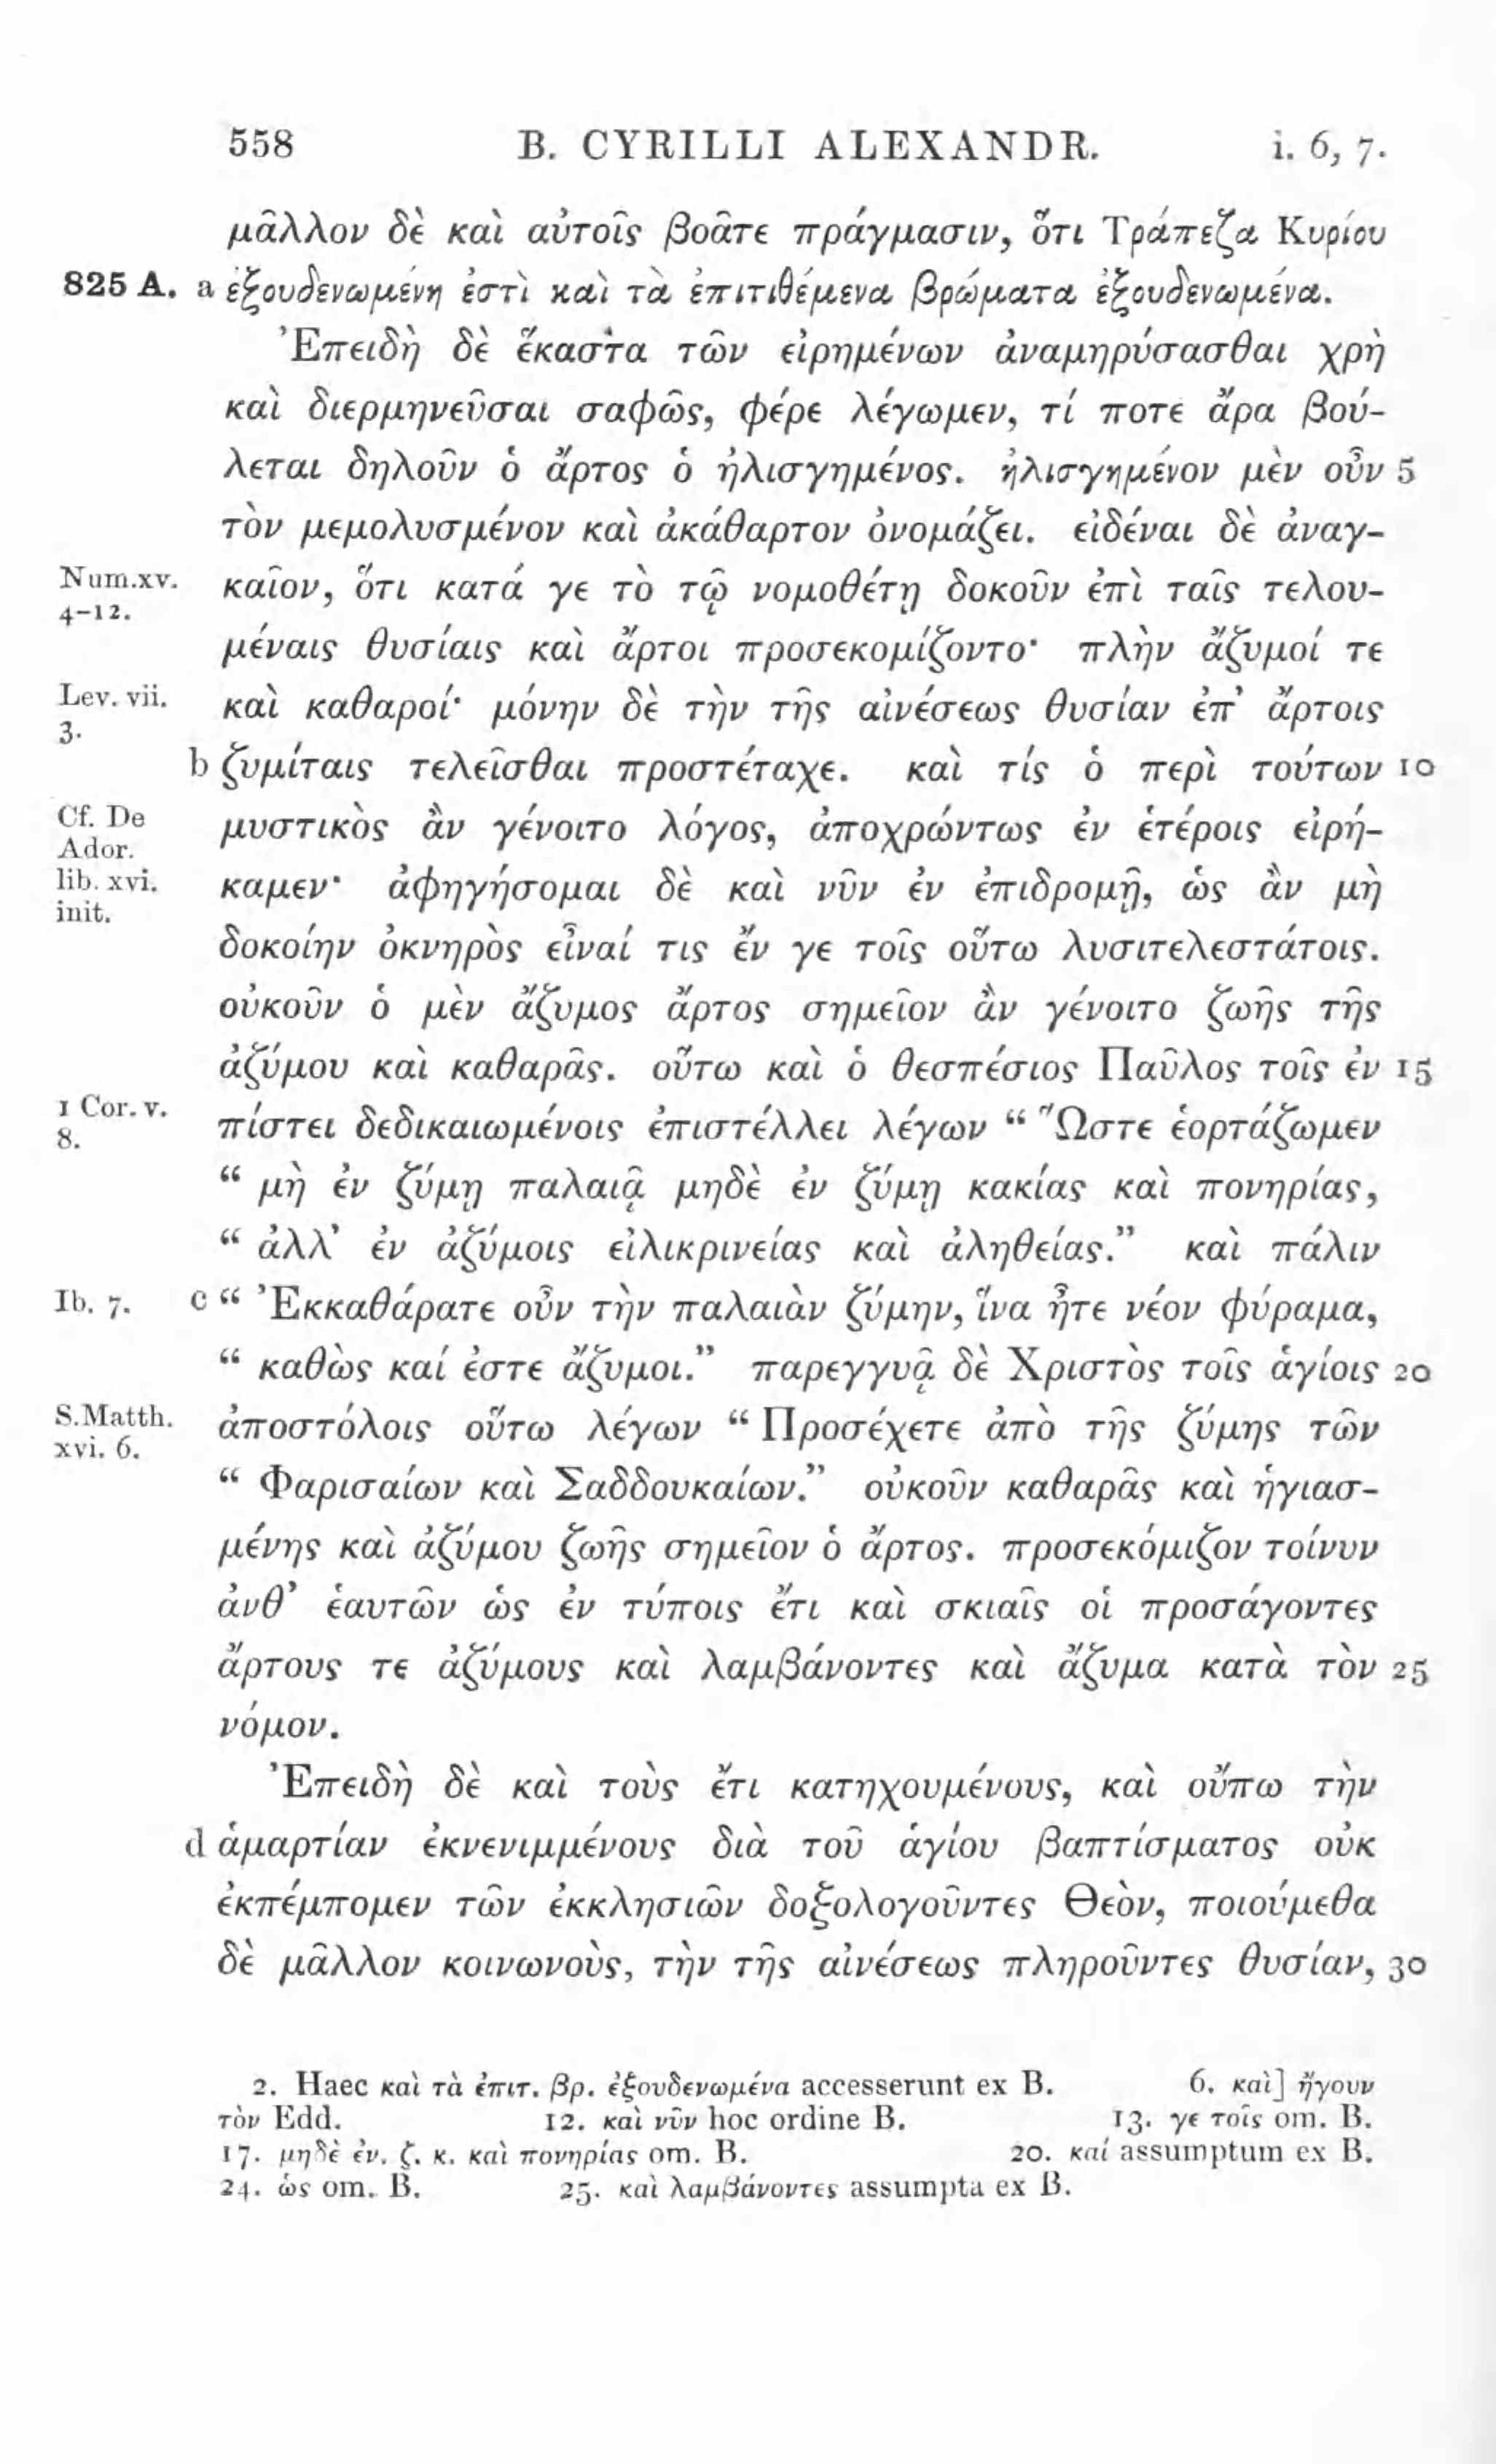 558 B. CYRILLI ALEXANDR. i. 6, 7.
μᾶλλον δὲ καὶ αὐτοῖς βοᾶτε πράγμασιν, ὅτι Τράπεζα Κυρίου
825 A. a ἐξουδενωμένη ἐστὶ καὶ τὰ ἐπιτιθέμενα βρώματα ἐξουδενωμένα.
Ἐπειδὴ δὲ ἕκαστα τῶν εἰρημένων ἀναμηρύσασθαι χρὴ
καὶ διερμηνεῦσαι σαφῶς, φέρε λέγωμεν, τί ποτε ἄρα βού-
λεται δηλοῦν ὁ ἄρτος ὁ ἠλισγημένος. ἠλισγημένον μὲν οὖν 5
τὸν μεμολυσμένον καὶ ἀκάθαρτον ὀνομάζει. εἰδέναι δὲ ἀναγ-
Num.xv. καῖον, ὅτι κατά γε τὸ τῷ νομοθέτῃ δοκοῦν ἐπὶ ταῖς τελου-
4-12.
μέναις θυσίαις καὶ ἄρτοι προσεκομίζοντο· πλὴν ἄζυμοί τε
Lev. vii. καὶ καθαροί· μόνην δὲ τὴν τῆς αἰνέσεως θυσίαν ἐπ' ἄρτοις
3.
b ζυμίταις τελεῖσθαι προστέταχε. καὶ τίς ὁ περὶ τούτων 10
Cf. De μυστικὸς ἂν γένοιτο λόγος, ἀποχρώντως ἐν ἑτέροις εἰρή-
Ador.
lib. xvi. καμεν· ἀφηγήσομαι δὲ καὶ νῦν ἐν ἐπιδρομῇ, ὡς ἂν μὴ
init.
δοκοίην ὀκνηρὸς εἶναί τις ἔν γε τοῖς οὕτω λυσιτελεστάτοις.
οὐκοῦν ὁ μὲν ἄζυμος ἄρτος σημεῖον ἂν γένοιτο ζωῆς τῆς
ἀζύμου καὶ καθαρᾶς. οὕτω καὶ ὁ θεσπέσιος Παῦλος τοῖς ἐν 15
1 Cor. v. πίστει δεδικαιωμένοις ἐπιστέλλει λέγων “ Ὥστε ἑορτάζωμεν
8.
“ μὴ ἐν ζύμῃ παλαιᾷ μηδὲ ἐν ζύμῃ κακίας καὶ πονηρίας,
“ ἀλλ' ἐν ἀζύμοις εἰλικρινείας καὶ ἀληθείας.” καὶ πάλιν
Ib. 7. c “ Ἐκκαθάρατε οὖν τὴν παλαιὰν ζύμην, ἵνα ἦτε νέον φύραμα,
“ καθὼς καί ἐστε ἄζυμοι.” παρεγγυᾷ δὲ Χριστὸς τοῖς ἁγίοις 20
S.Matth. ἀποστόλοις οὕτω λέγων “ Προσέχετε ἀπὸ τῆς ζύμης τῶν
xvi. 6.
“ Φαρισαίων καὶ Σαδδουκαίων.” οὐκοῦν καθαρᾶς καὶ ἡγιασ-
μένης καὶ ἀζύμου ζωῆς σημεῖον ὁ ἄρτος. προσεκόμιζον τοίνυν
ἀνθ' ἑαυτῶν ὡς ἐν τύποις ἔτι καὶ σκιαῖς οἱ προσάγοντες
ἄρτους τε ἀζύμους καὶ λαμβάνοντες καὶ ἄζυμα κατὰ τὸν 25
νόμον.
Ἐπειδὴ δὲ καὶ τοὺς ἔτι κατηχουμένους, καὶ οὔπω τὴν
d ἁμαρτίαν ἐκνενιμμένους διὰ τοῦ ἁγίου βαπτίσματος οὐκ
ἐκπέμπομεν τῶν ἐκκλησιῶν δοξολογοῦντες Θεὸν, ποιούμεθα
δὲ μᾶλλον κοινωνοὺς, τὴν τῆς αἰνέσεως πληροῦντες θυσίαν, 30
2. Haec καὶ τὰ ἐπιτ. βρ. ἐξουδενωμένα accesserunt ex B. 6. καὶ] ἤγουν
τὸν Edd. 12. καὶ νῦν hoc ordine B. 13. γε τοῖς om. B.
17. μηδὲ ἐν. ζ. κ. καὶ πονηρίας om. B. 20. καί assumptum ex B.
24. ὡς om. B. 25. καὶ λαμβάνοντες assumpta ex B.